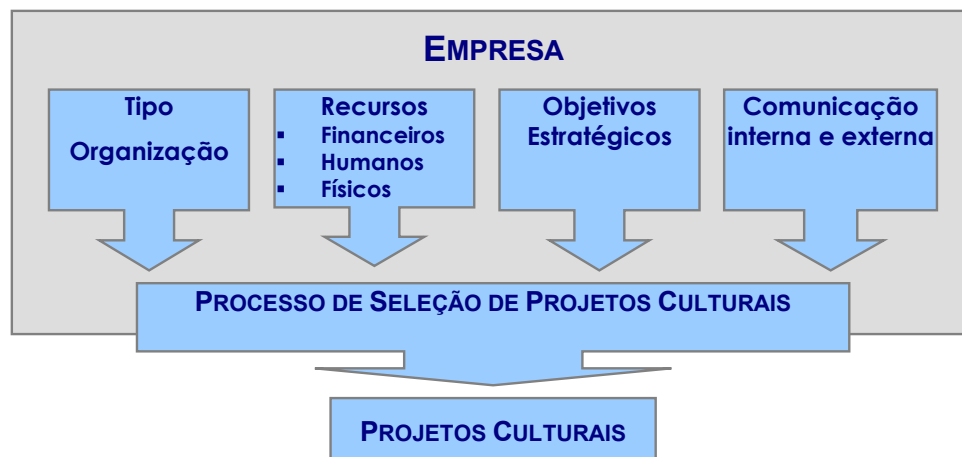 EMPRESA
Tipo
Organização
Recursos
▪ Financeiros
▪ Humanos
▪ Físicos
Objetivos
Estratégicos
Comunicação
interna e externa
PROCESSO DE SELEÇÃO DE PROJETOS CULTURAIS
PROJETOS CULTURAIS